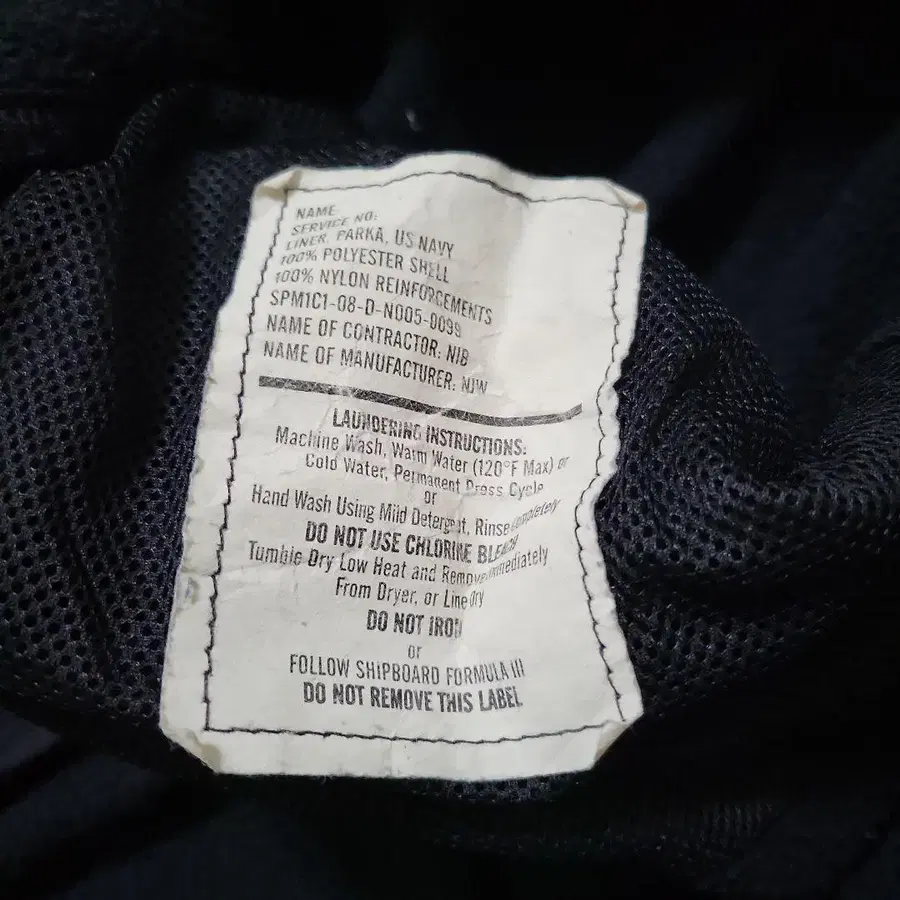 NAME:
SERVICE NO:
LINER, PARKA, US NAVY
100% POLYESTER SHELL
100% NYLON REINFORCEMENTS
SPM1C1-08-D-N005-0099
NAME OF CONTRACTOR: NIB
NAME OF MANUFACTURER: NJW
LAUNDERING INSTRUCTIONS:
Machine Wash, Warm Water (120°F Max) or
Cold Water, Permanent Press Cycle
or
Hand Wash Using Mild Detergent, Rinse Completely
DO NOT USE CHLORINE BLEACH
Tumble Dry Low Heat and Remove Immediately
From Dryer, or Line Dry
DO NOT IRON
or
FOLLOW SHIPBOARD FORMULA III
DO NOT REMOVE THIS LABEL